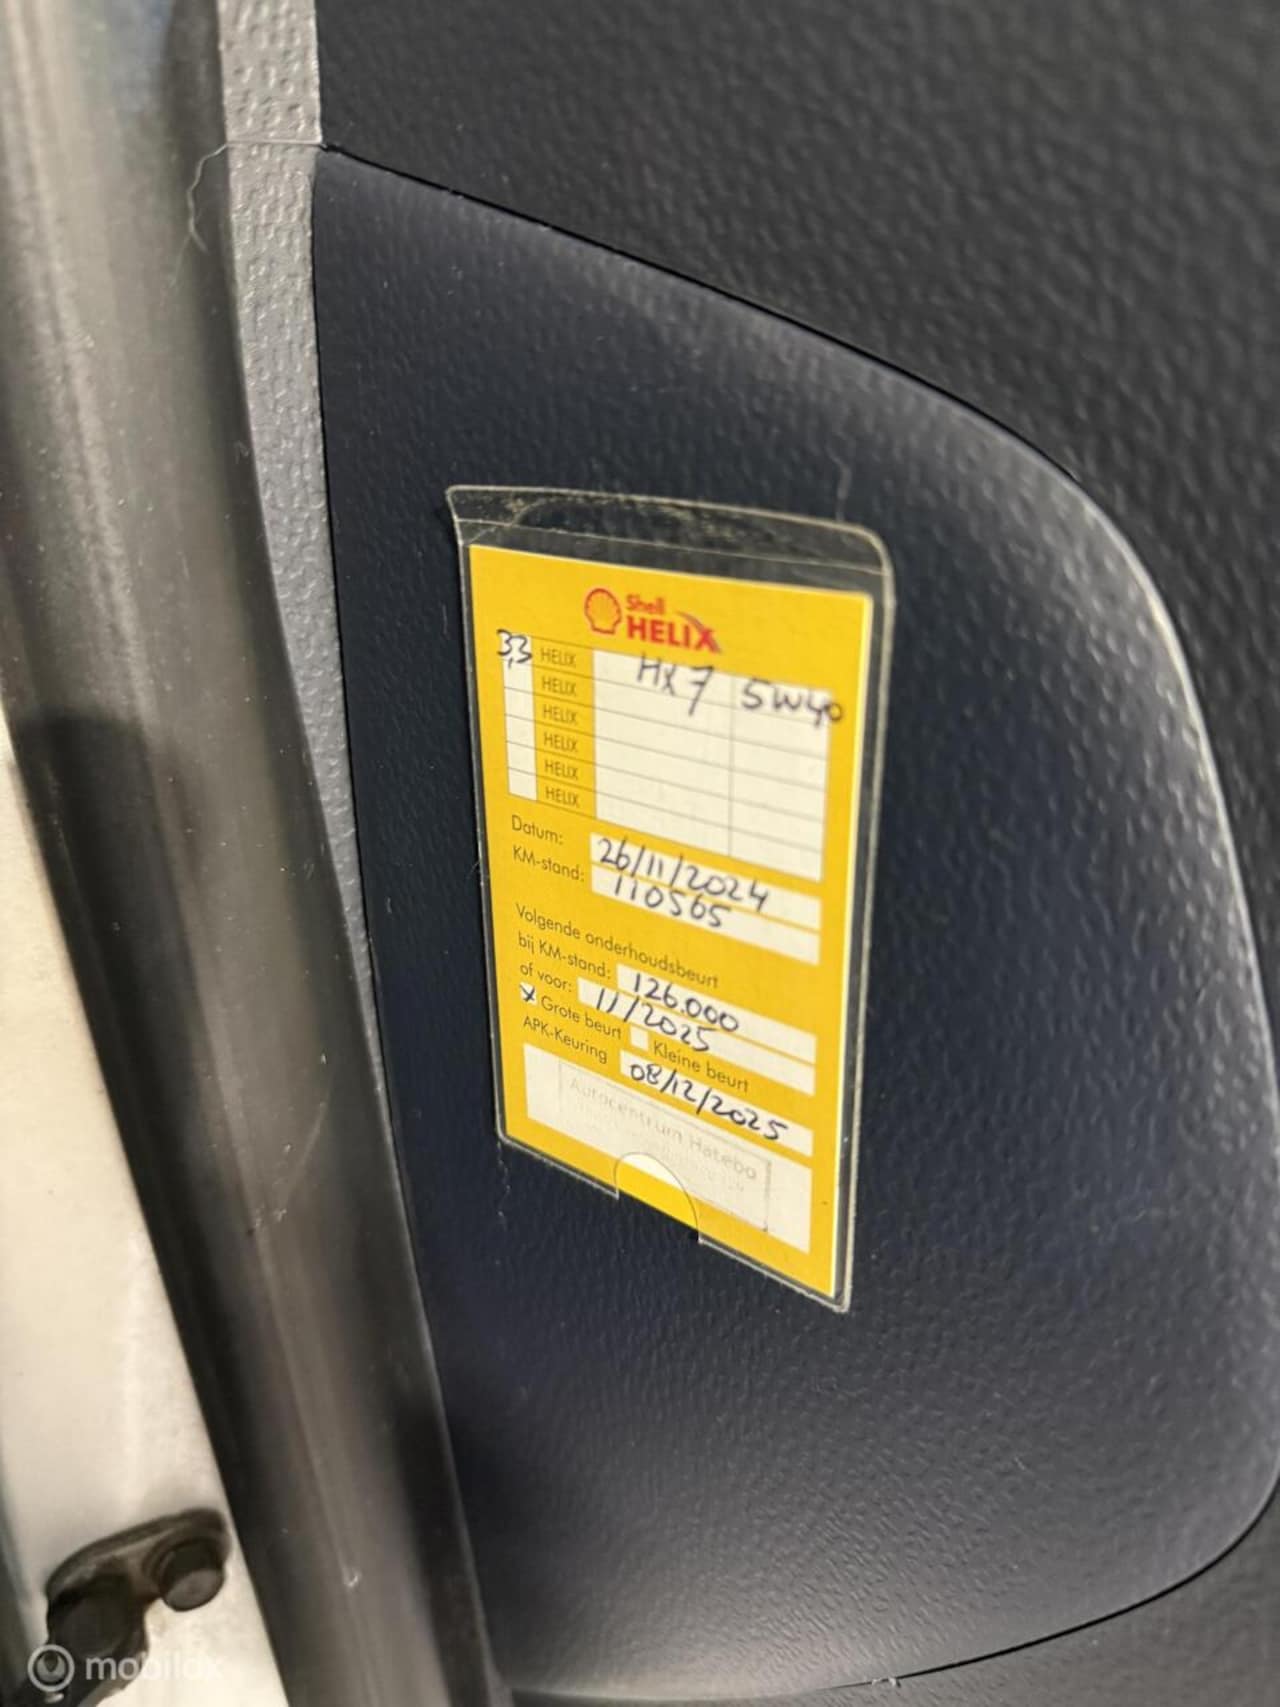 Shell
HELIX
3,3 HELIX HX7 5W40
HELIX
HELIX
HELIX
HELIX
HELIX
Datum: 26/11/2024
KM-stand: 110565
Volgende onderhoudsbeurt
bij KM-stand: 126.000
of voor: 11/2025
x Grote beurt Kleine beurt
APK-Keuring 08/12/2025
Autocentrum Hatebo